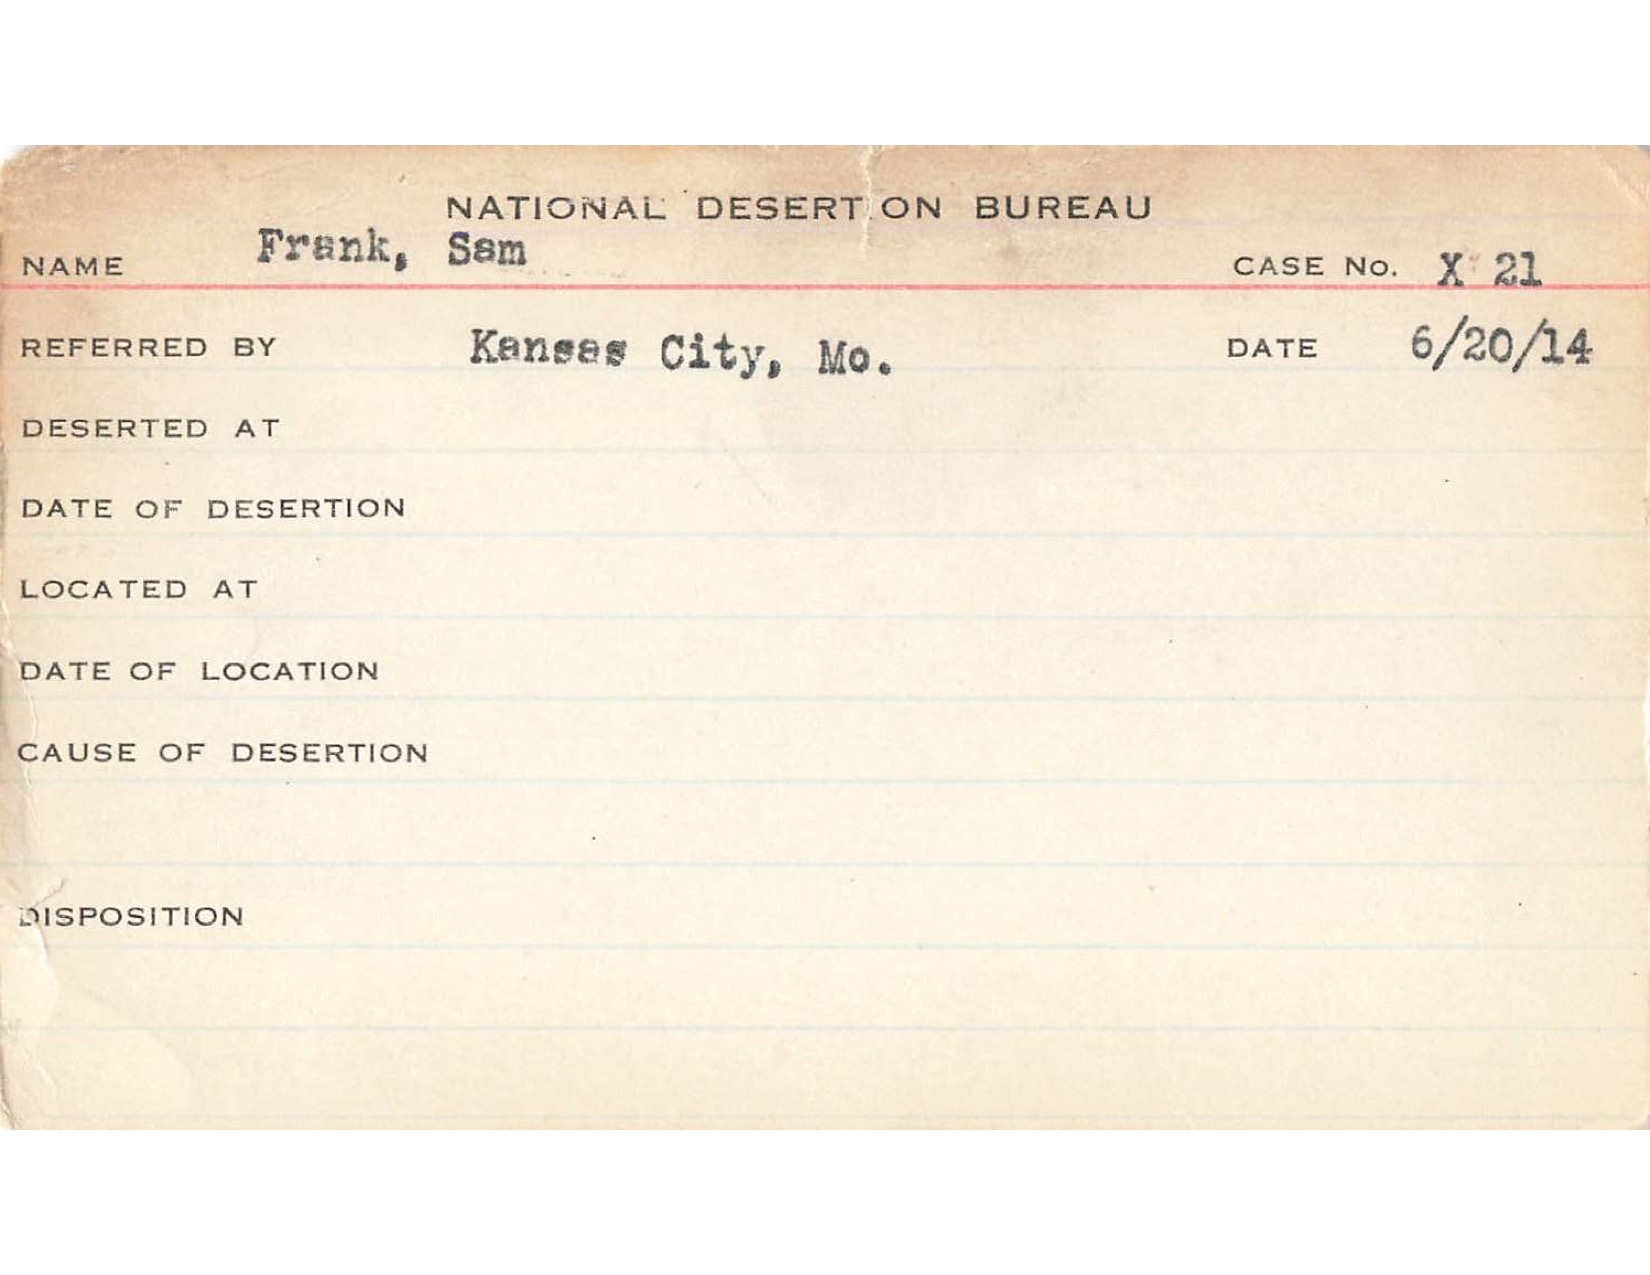 NATIONAL DESERTION BUREAU
NAME Frank, Sam CASE No. X 21
REFERRED BY Kansas City, Mo. DATE 6/20/14
DESERTED AT
DATE OF DESERTION
LOCATED AT
DATE OF LOCATION
CAUSE OF DESERTION
DISPOSITION